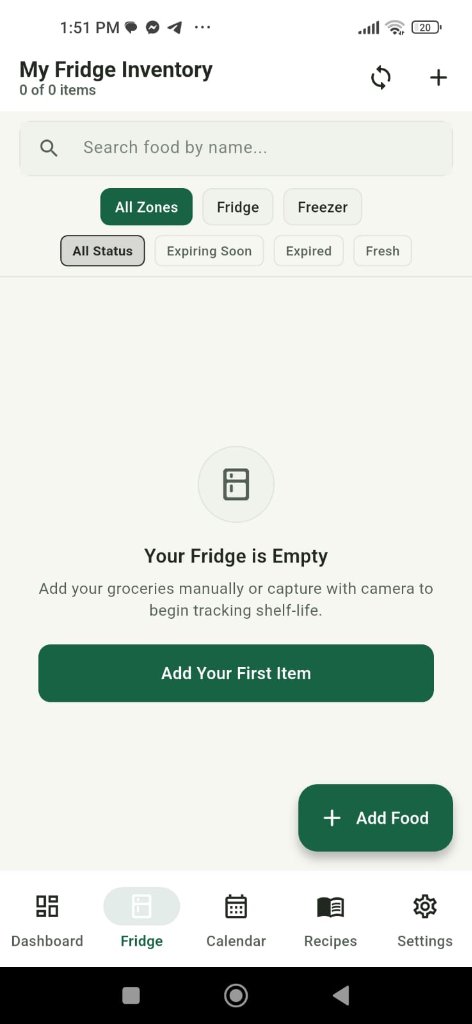 1:51 PM
20
My Fridge Inventory
0 of 0 items
Search food by name...
All Zones
Fridge
Freezer
All Status
Expiring Soon
Expired
Fresh
Your Fridge is Empty
Add your groceries manually or capture with camera to
begin tracking shelf-life.
Add Your First Item
Add Food
Dashboard
Fridge
Calendar
Recipes
Settings